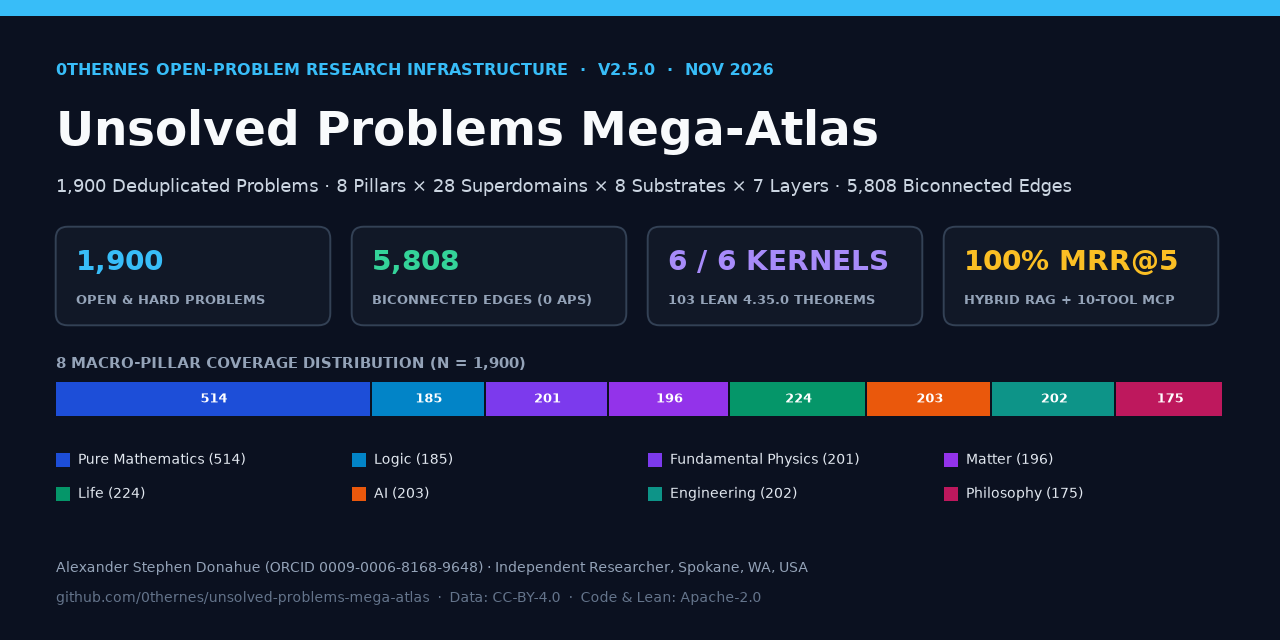 0THERNES OPEN-PROBLEM RESEARCH INFRASTRUCTURE · V2.5.0 · NOV 2026
Unsolved Problems Mega-Atlas
1,900 Deduplicated Problems · 8 Pillars × 28 Superdomains × 8 Substrates × 7 Layers · 5,808 Biconnected Edges
1,900
OPEN & HARD PROBLEMS
5,808
BICONNECTED EDGES (0 APS)
6 / 6 KERNELS
103 LEAN 4.35.0 THEOREMS
100% MRR@5
HYBRID RAG + 10-TOOL MCP
8 MACRO-PILLAR COVERAGE DISTRIBUTION (N = 1,900)
514 185 201 196 224 203 202 175
Pure Mathematics (514) Logic (185) Fundamental Physics (201) Matter (196)
Life (224) AI (203) Engineering (202) Philosophy (175)
Alexander Stephen Donahue (ORCID 0009-0006-8168-9648) · Independent Researcher, Spokane, WA, USA
github.com/0thernes/unsolved-problems-mega-atlas · Data: CC-BY-4.0 · Code & Lean: Apache-2.0